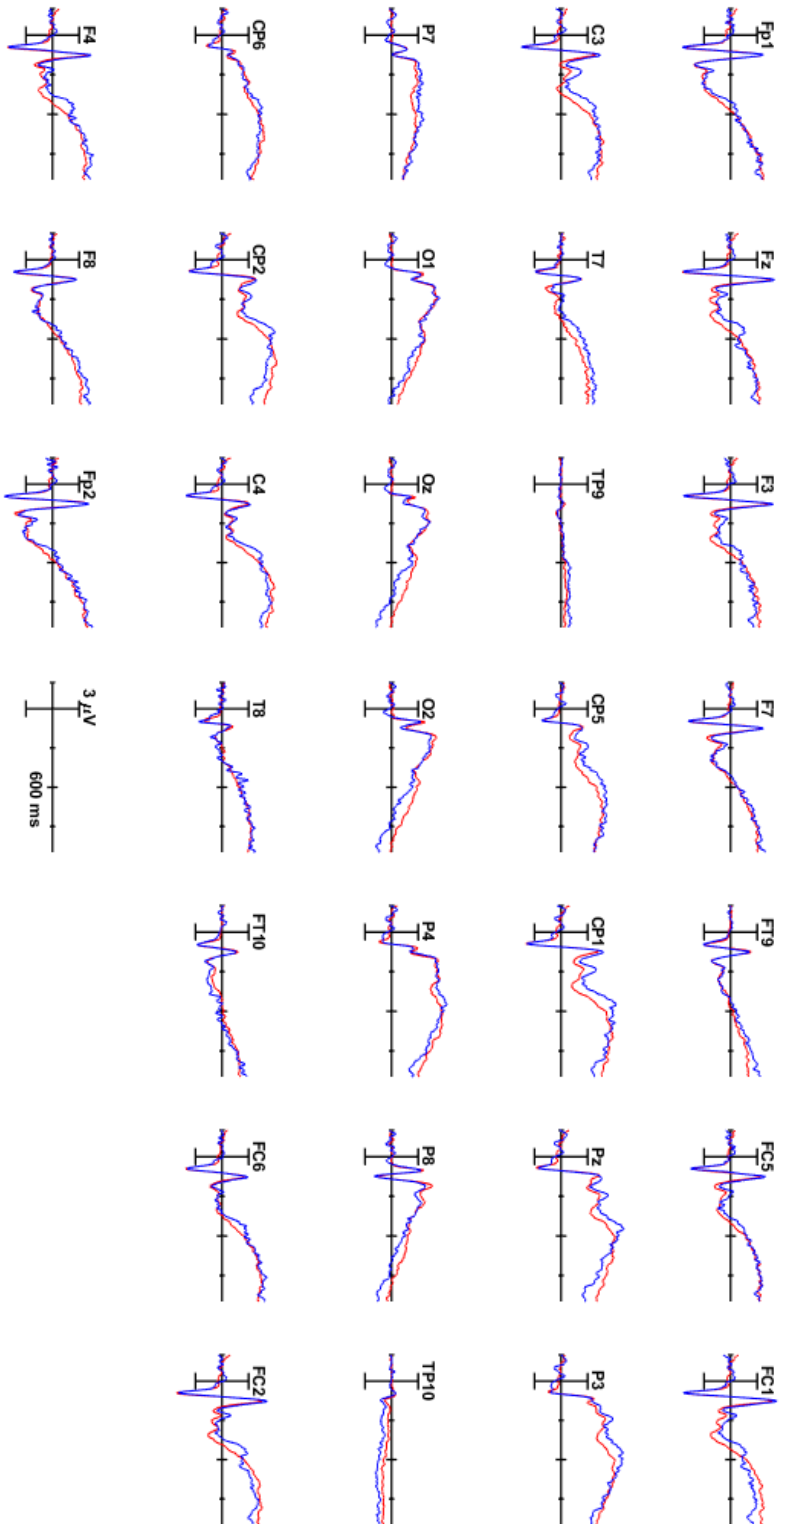 Fp1 Fz F3 F7 FT9 FC5 FC1
C3 T7 TP9 CP5 CP1 Pz P3
P7 O1 Oz O2 P4 P8 TP10
CP6 CP2 C4 T8 FT10 FC6 FC2
F4 F8 Fp2 3 μV
600 ms